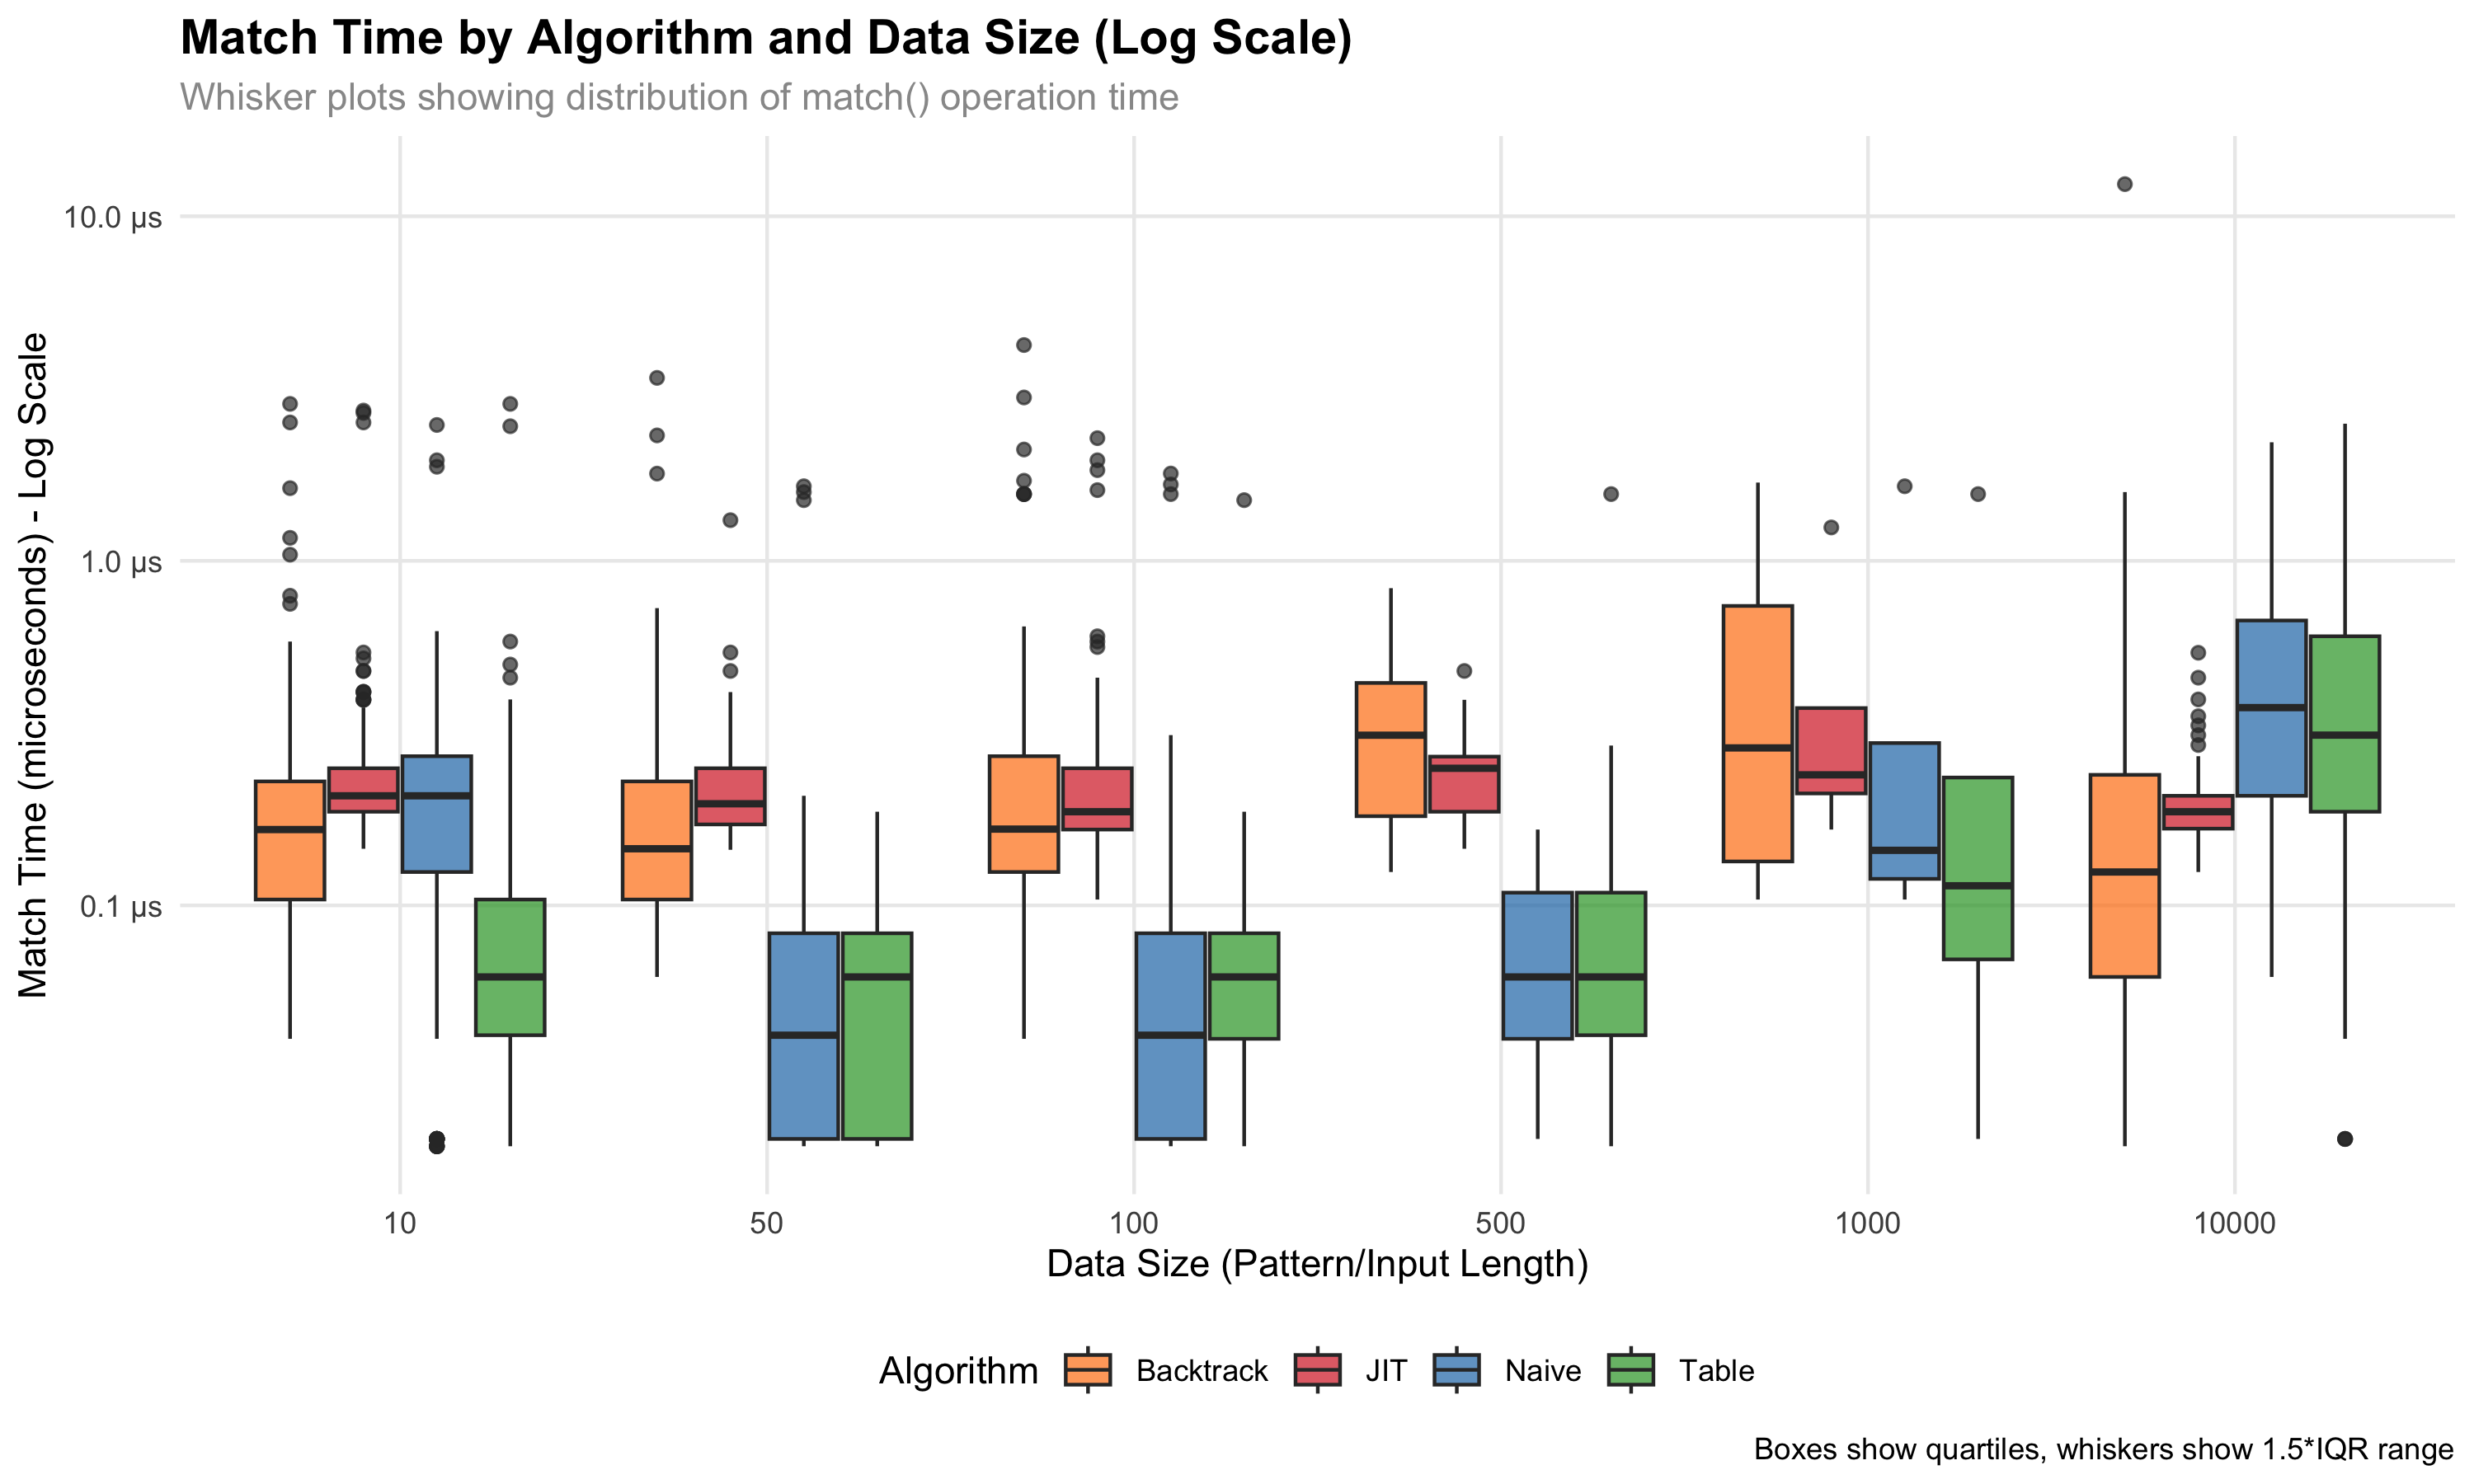 Match Time by Algorithm and Data Size (Log Scale)
Whisker plots showing distribution of match() operation time
Match Time (microseconds) - Log Scale
10.0 µs
1.0 µs
0.1 µs
10 50 100 500 1000 10000
Data Size (Pattern/Input Length)
Algorithm Backtrack JIT Naive Table
Boxes show quartiles, whiskers show 1.5*IQR range